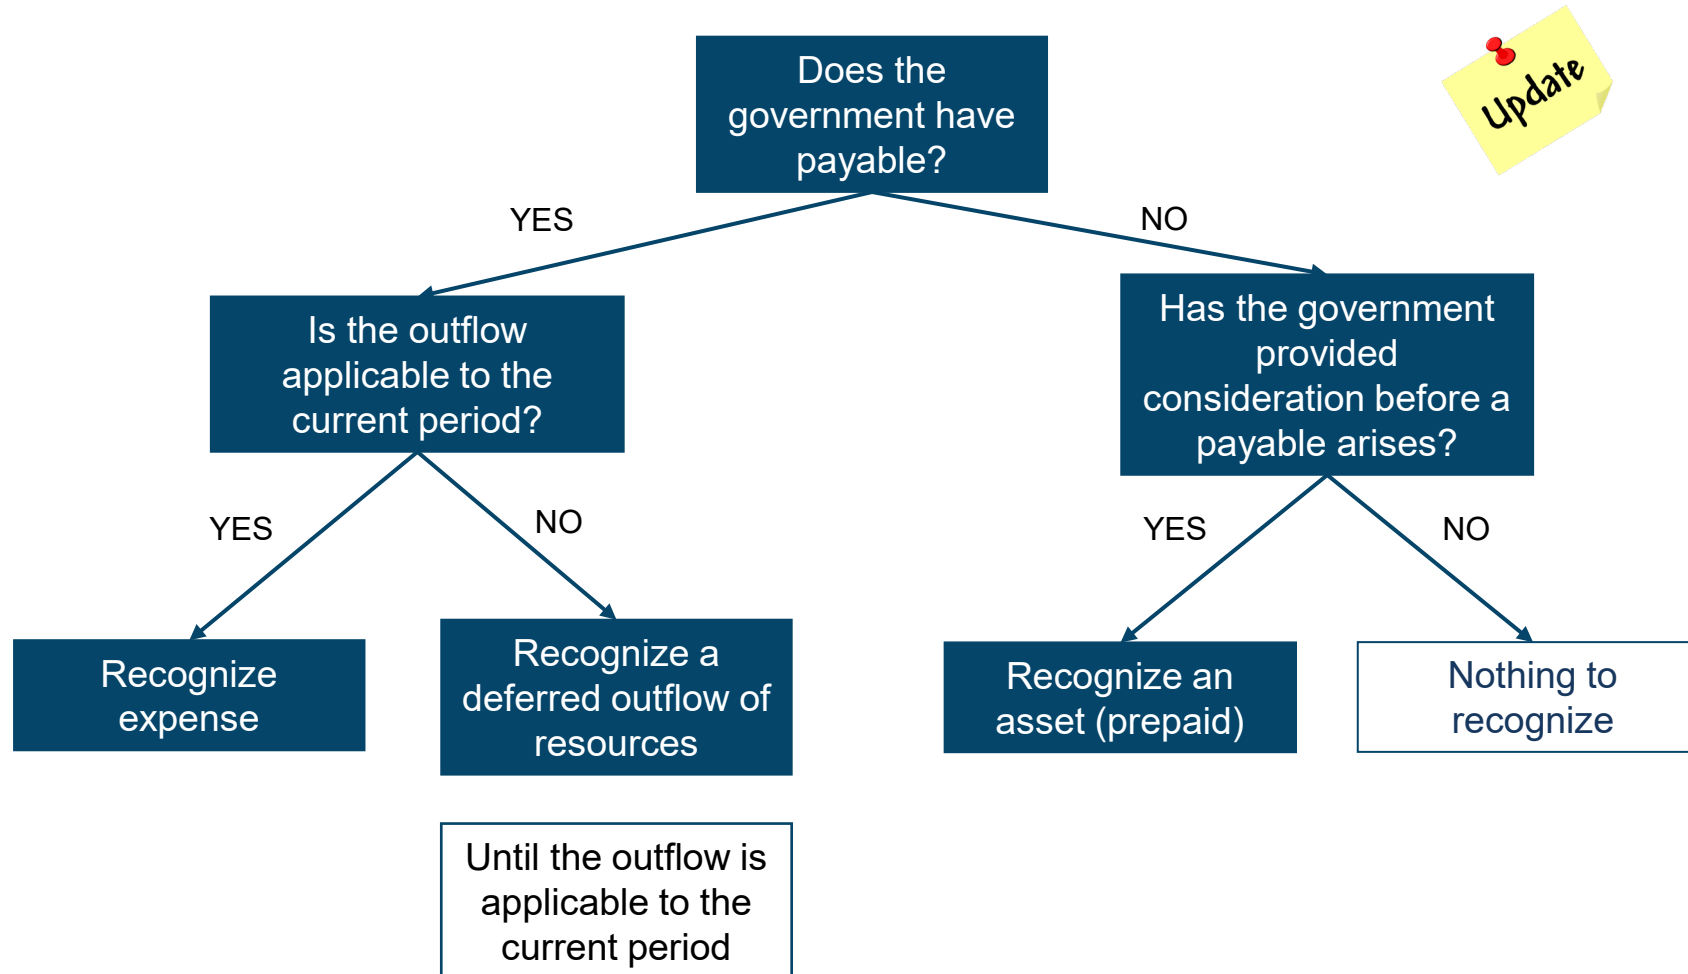 Does the
government have
payable?
Update
YES
NO
Is the outflow
applicable to the
current period?
Has the government
provided
consideration before a
payable arises?
YES
NO
YES
NO
Recognize
expense
Recognize a
deferred outflow of
resources
Recognize an
asset (prepaid)
Nothing to
recognize
Until the outflow is
applicable to the
current period